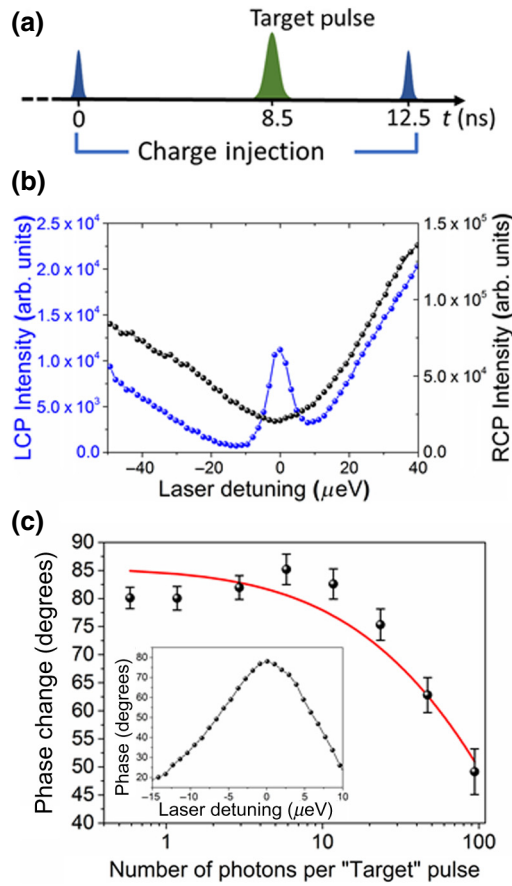 (a)
Target pulse
0
8.5
12.5
t (ns)
Charge injection
(b)
LCP Intensity (arb. units)
2.5 x 10⁴
2.0 x 10⁴
1.5 x 10⁴
1.0 x 10⁴
5.0 x 10³
0.0
1.5 x 10⁵
1.0 x 10⁵
5.0 x 10⁴
0.0
RCP Intensity (arb. units)
−40 −20 0 20 40
Laser detuning (μeV)
(c)
Phase change (degrees)
90
85
80
75
70
65
60
55
50
45
40
Phase (degrees)
80
70
60
50
40
30
20
−15 −10 −5 0 5 10
Laser detuning (μeV)
1 10 100
Number of photons per "Target" pulse